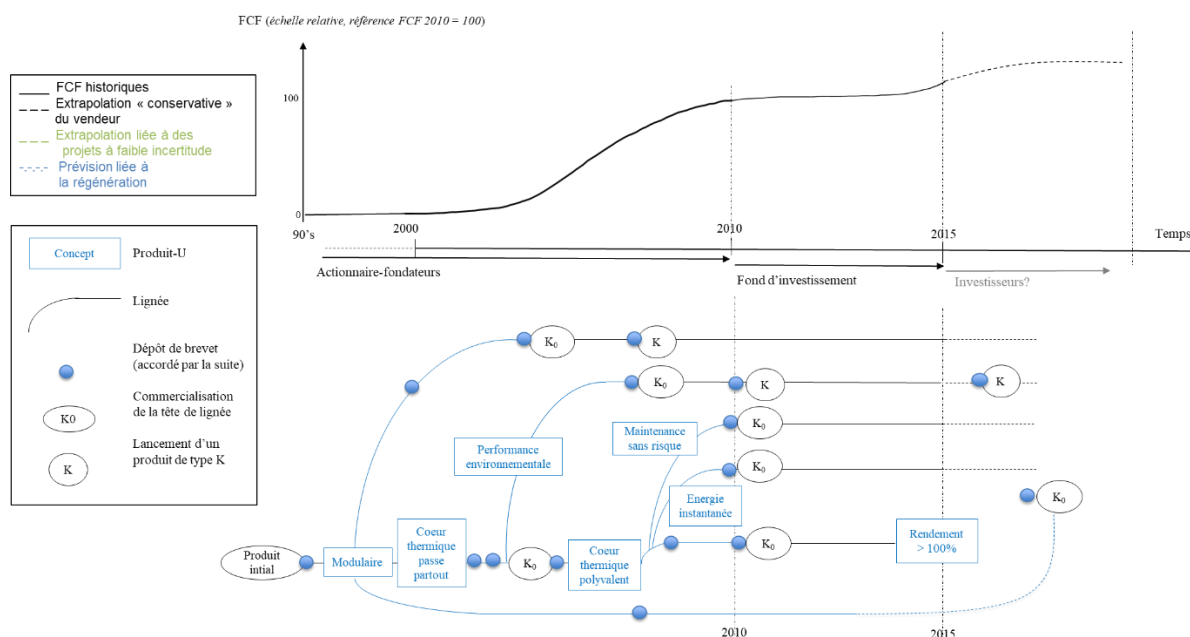 FCF (échelle relative, référence FCF 2010 = 100)
FCF historiques
Extrapolation « conservative »
du vendeur
Extrapolation liée à des
projets à faible incertitude
Prévision liée à
la régénération
100
0
90's
2000
2010
2015
Temps
Actionnaire-fondateurs
Fond d'investissement
Investisseurs?
Concept
Produit-U
Lignée
Dépôt de brevet
(accordé par la suite)
K0
Commercialisation
de la tête de lignée
K
Lancement d'un
produit de type K
K0
K
K0
K
K
Performance
environnementale
Maintenance
sans risque
K0
K0
Energie
instantanée
K0
Produit
intial
Modulaire
Coeur
thermique
passe
partout
K0
Coeur
thermique
polyvalent
K0
Rendement
> 100%
2010
2015